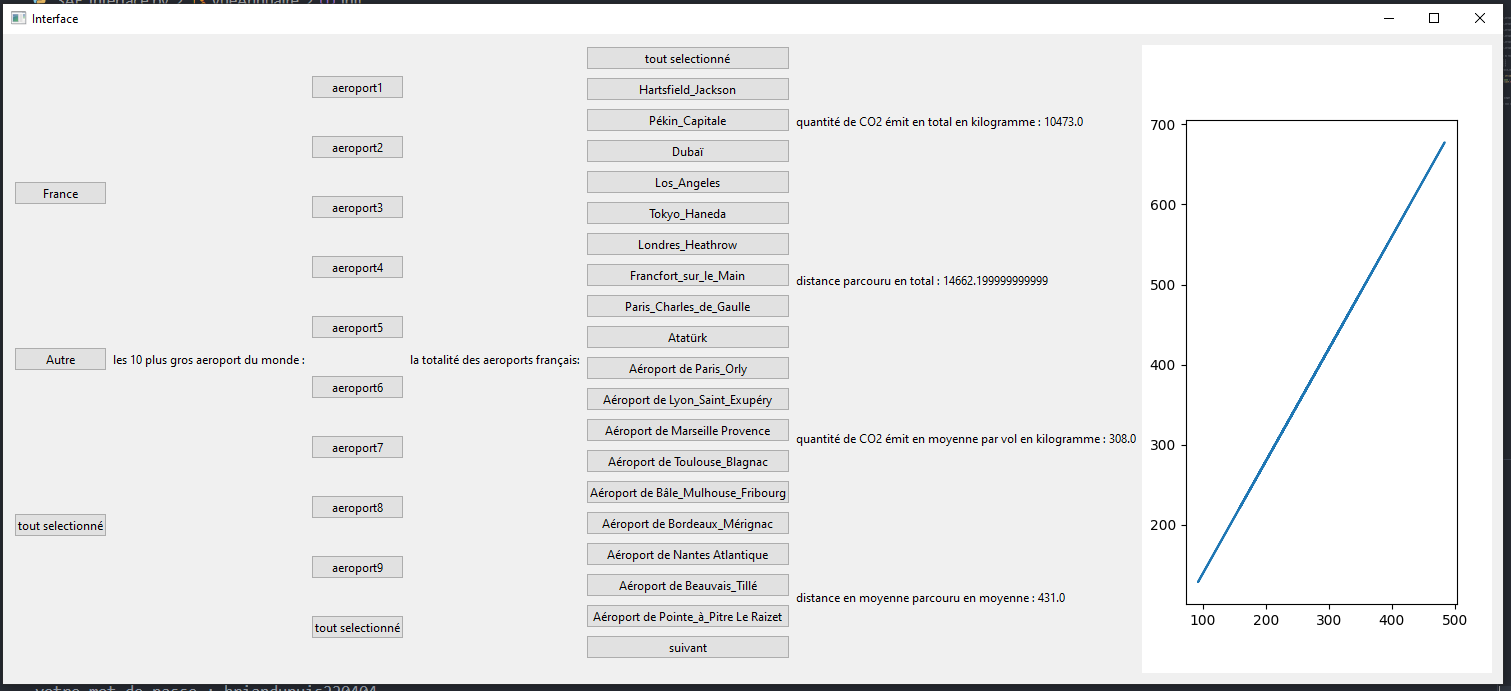 Interface
France
Autre
tout selectionné
les 10 plus gros aeroport du monde :
aeroport1
aeroport2
aeroport3
aeroport4
aeroport5
aeroport6
aeroport7
aeroport8
aeroport9
tout selectionné
la totalité des aeroports français:
tout selectionné
Hartsfield_Jackson
Pékin_Capitale
Dubaï
Los_Angeles
Tokyo_Haneda
Londres_Heathrow
Francfort_sur_le_Main
Paris_Charles_de_Gaulle
Atatürk
Aéroport de Paris_Orly
Aéroport de Lyon_Saint_Exupéry
Aéroport de Marseille Provence
Aéroport de Toulouse_Blagnac
Aéroport de Bâle_Mulhouse_Fribourg
Aéroport de Bordeaux_Mérignac
Aéroport de Nantes Atlantique
Aéroport de Beauvais_Tillé
Aéroport de Pointe_à_Pitre Le Raizet
suivant
quantité de CO2 émit en total en kilogramme : 10473.0
distance parcouru en total : 14662.199999999999
quantité de CO2 émit en moyenne par vol en kilogramme : 308.0
distance en moyenne parcouru en moyenne : 431.0
700
600
500
400
300
200
100 200 300 400 500